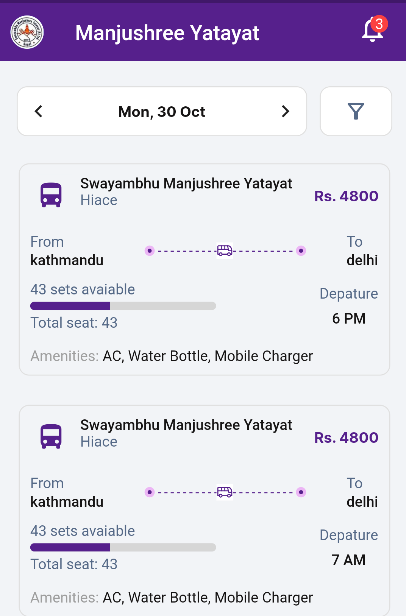 Manjushree Yatayat
3
Mon, 30 Oct
Swayambhu Manjushree Yatayat
Hiace
Rs. 4800
From
To
kathmandu
delhi
43 sets avaiable
Depature
Total seat: 43
6 PM
Amenities: AC, Water Bottle, Mobile Charger
Swayambhu Manjushree Yatayat
Hiace
Rs. 4800
From
To
kathmandu
delhi
43 sets avaiable
Depature
Total seat: 43
7 AM
Amenities: AC, Water Bottle, Mobile Charger